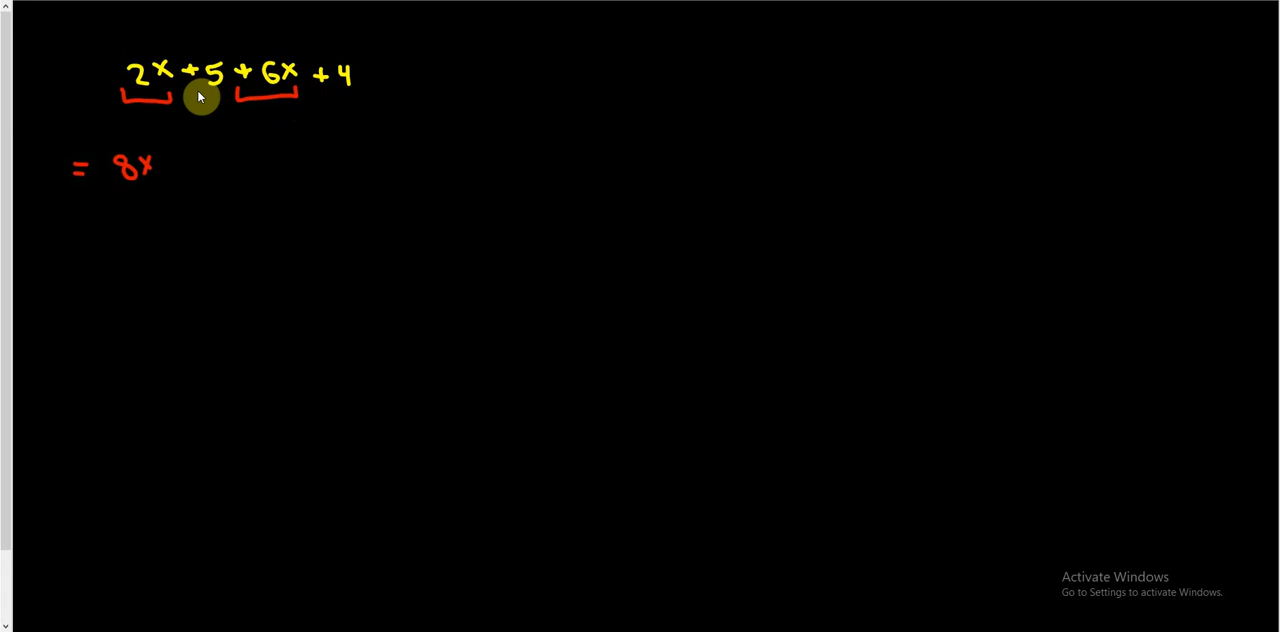 2x + 5 + 6x + 4
= 8x
Activate Windows
Go to Settings to activate Windows.